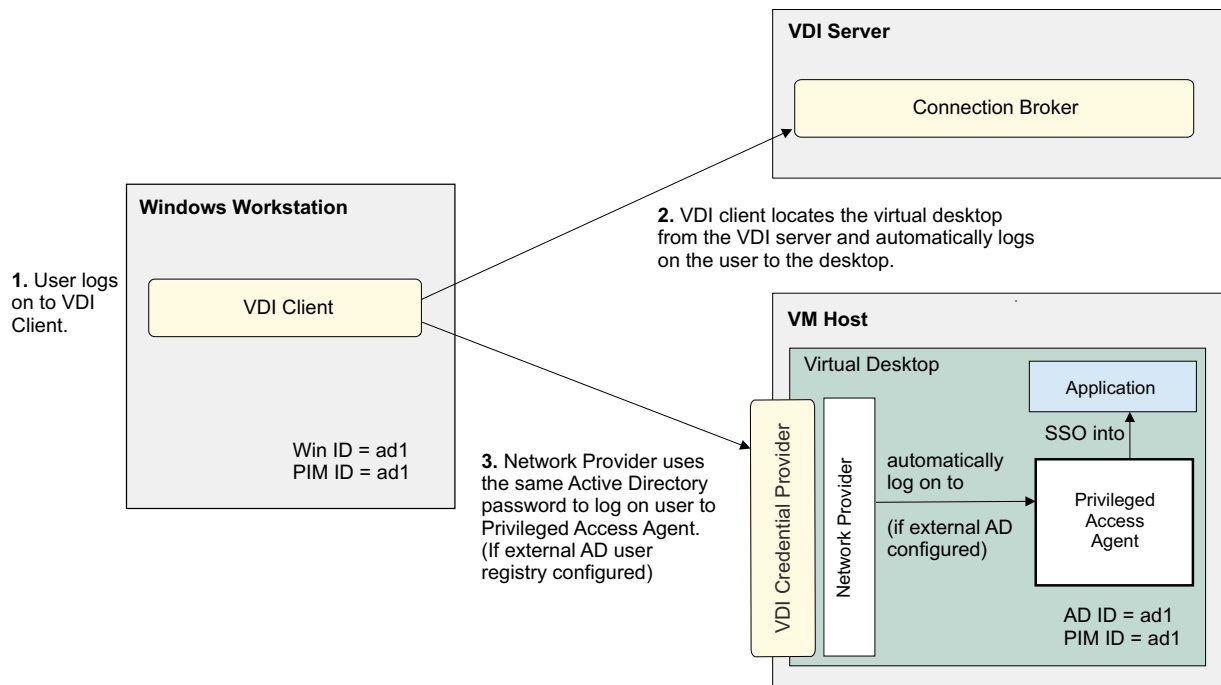 VDI Server
Connection Broker
Windows Workstation
1. User logs
on to VDI
Client.
VDI Client
Win ID = ad1
PIM ID = ad1
2. VDI client locates the virtual desktop
from the VDI server and automatically logs
on the user to the desktop.
3. Network Provider uses
the same Active Directory
password to log on user to
Privileged Access Agent.
(If external AD user
registry configured)
VM Host
Virtual Desktop
VDI Credential Provider
Network Provider
automatically
log on to
(if external AD
configured)
Application
SSO into
Privileged
Access
Agent
AD ID = ad1
PIM ID = ad1